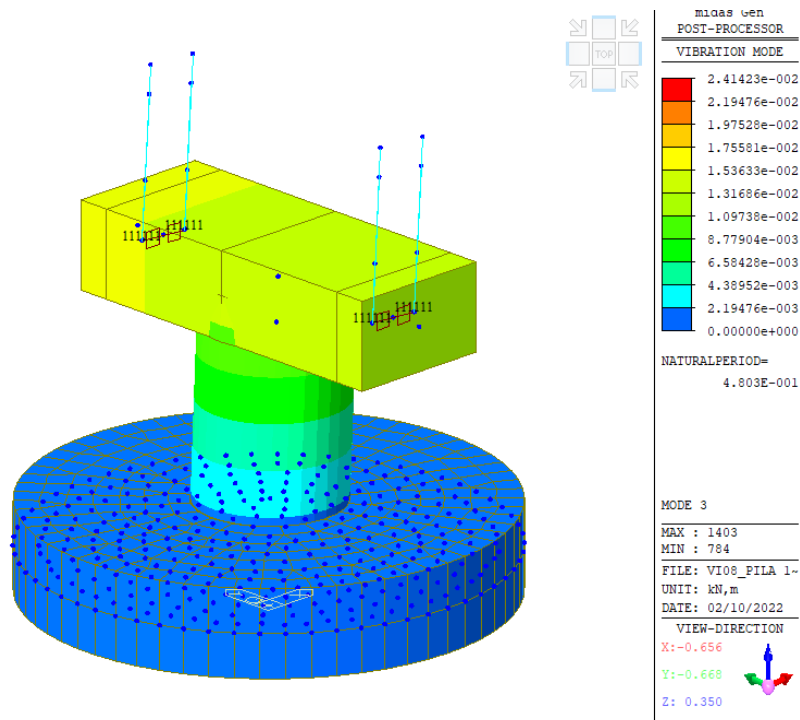 midas Gen
POST-PROCESSOR
VIBRATION MODE
2.41423e-002
2.19476e-002
1.97528e-002
1.75581e-002
1.53633e-002
1.31686e-002
1.09738e-002
8.77904e-003
6.58428e-003
4.38952e-003
2.19476e-003
0.00000e+000
NATURALPERIOD=
4.803E-001
MODE 3
MAX : 1403
MIN : 784
FILE: VI08_PILA 1~
UNIT: kN,m
DATE: 02/10/2022
VIEW-DIRECTION
X:-0.656
Y:-0.668
Z: 0.350
TOP
111111
111111